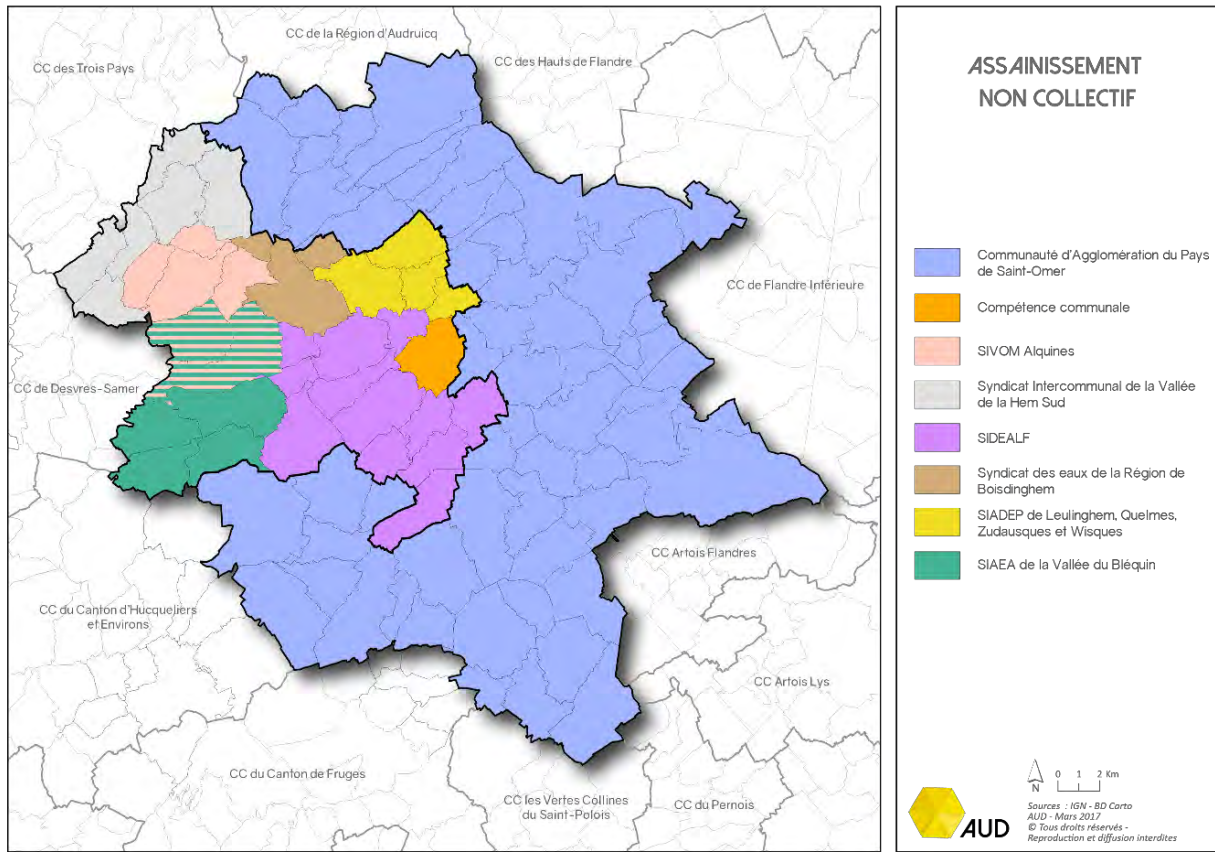 CC de la Région d'Audruicq
CC des Trois Pays
CC des Hauts de Flandre
CC de Flandre Intérieure
CC de Desvres-Samer
CC Artois Flandres
CC du Canton d'Hucqueliers
et Environs
CC Artois Lys
CC du Canton de Fruges
CC les Vertes Collines
du Saint-Polois
CC du Pernois
ASSAINISSEMENT
NON COLLECTIF
Communauté d'Agglomération du Pays
de Saint-Omer
Compétence communale
SIVOM Alquines
Syndicat Intercommunal de la Vallée
de la Hem Sud
SIDEALF
Syndicat des eaux de la Région de
Boisdinghem
SIADEP de Leulinghem, Quelmes,
Zudausques et Wisques
SIAEA de la Vallée du Bléquin
N
0 1 2 Km
Sources : IGN - BD Carto
AUD - Mars 2017
© Tous droits réservés -
Reproduction et diffusion interdites
AUD